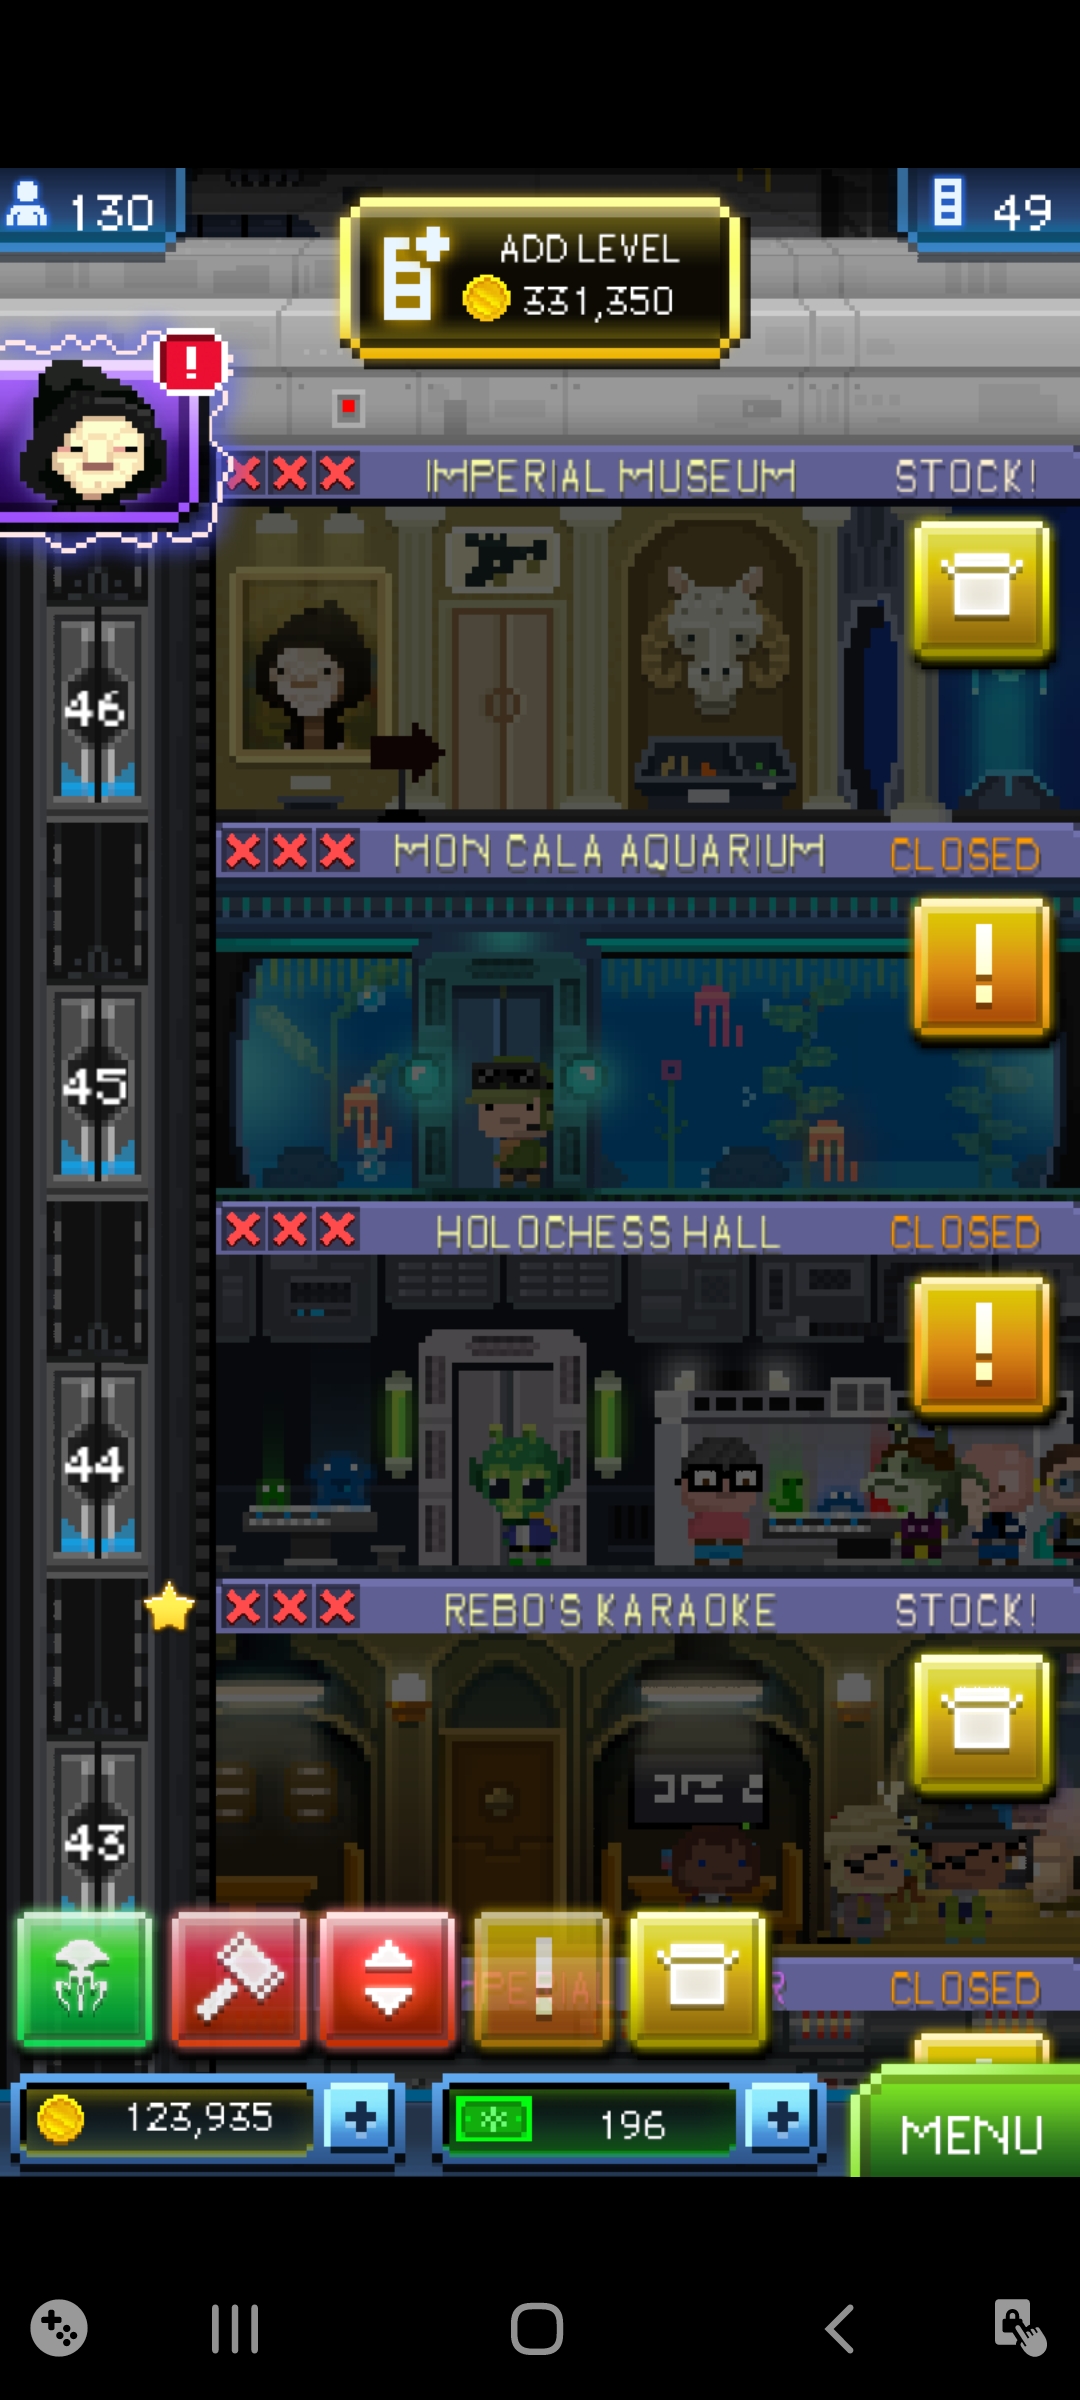 130
49
ADD LEVEL
331,350
!
IMPERIAL MUSEUM STOCK!
46
MON CALA AQUARIUM CLOSED
!
45
HOLOCHESS HALL CLOSED
!
44
REBO'S KARAOKE STOCK!
43
!
CLOSED
123,935 +
196 +
MENU